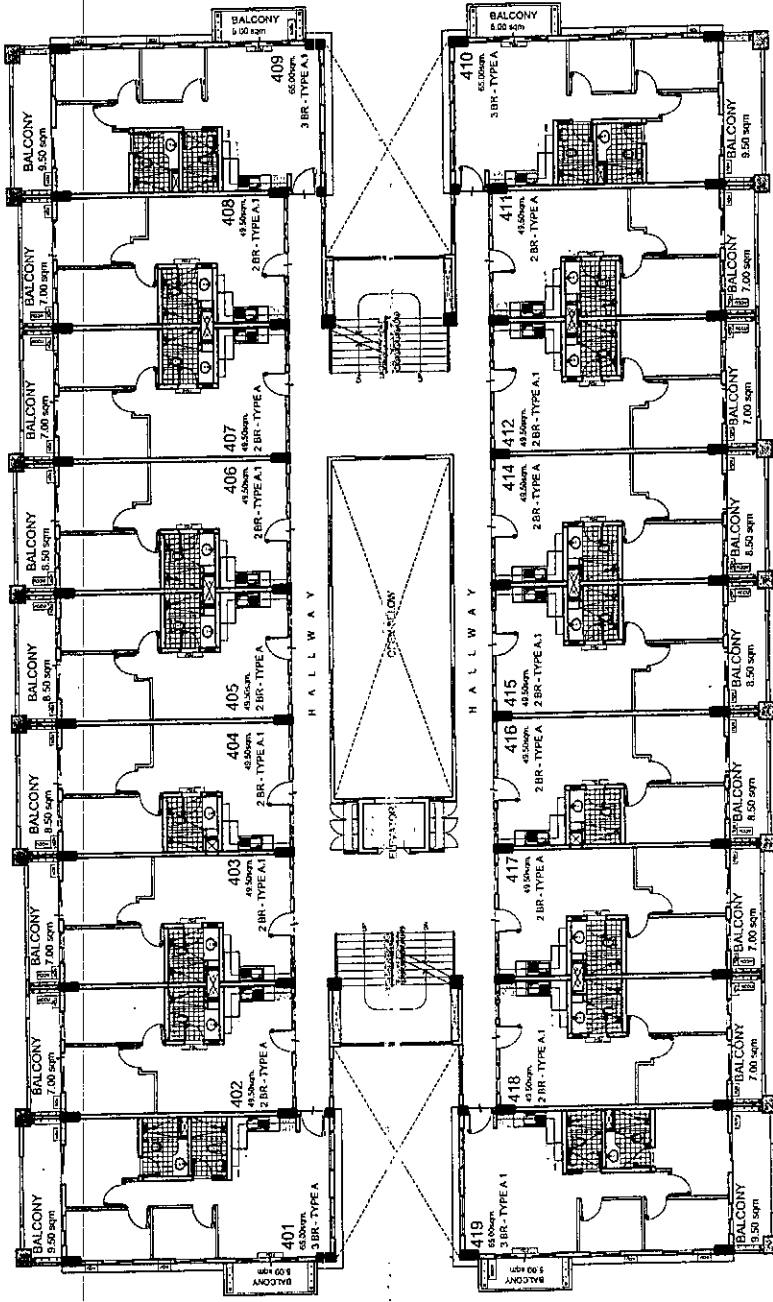 BALCONY
5.00 sqm
BALCONY
5.00 sqm
409
65.00sqm.
3 BR - TYPE A.1
410
65.00sqm.
3 BR - TYPE A
BALCONY
9.50 sqm
BALCONY
9.50 sqm
408
49.50sqm.
2 BR - TYPE A.1
411
49.50sqm.
2 BR - TYPE A
BALCONY
7.00 sqm
BALCONY
7.00 sqm
407
49.50sqm.
2 BR - TYPE A
412
49.50sqm.
2 BR - TYPE A.1
BALCONY
7.00 sqm
BALCONY
7.00 sqm
406
49.50sqm.
2 BR - TYPE A.1
414
49.50sqm.
2 BR - TYPE A
BALCONY
8.50 sqm
BALCONY
8.50 sqm
HALLWAY
OPEN BELOW
HALLWAY
405
49.50sqm.
2 BR - TYPE A
415
49.50sqm.
2 BR - TYPE A.1
BALCONY
8.50 sqm
BALCONY
8.50 sqm
404
49.50sqm.
2 BR - TYPE A.1
416
49.50sqm.
2 BR - TYPE A
BALCONY
8.50 sqm
BALCONY
8.50 sqm
ELEVATOR
403
49.50sqm.
2 BR - TYPE A.1
417
49.50sqm.
2 BR - TYPE A
BALCONY
7.00 sqm
BALCONY
7.00 sqm
402
49.50sqm.
2 BR - TYPE A
418
49.50sqm.
2 BR - TYPE A.1
BALCONY
7.00 sqm
BALCONY
7.00 sqm
401
65.00sqm.
3 BR - TYPE A
419
65.00sqm.
3 BR - TYPE A.1
BALCONY
9.50 sqm
BALCONY
9.50 sqm
BALCONY
5.00 sqm
BALCONY
5.00 sqm